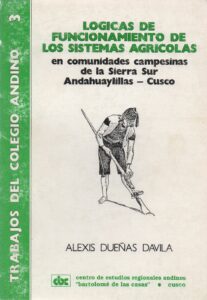 TRABAJOS DEL COLEGIO ANDINO 3
LOGICAS DE
FUNCIONAMIENTO DE
LOS SISTEMAS AGRICOLAS
en comunidades campesinas
de la Sierra Sur
Andahuaylillas - Cusco
ALEXIS DUEÑAS DAVILA
cbc
centro de estudios regionales andinos
"bartolomé de las casas" • cusco